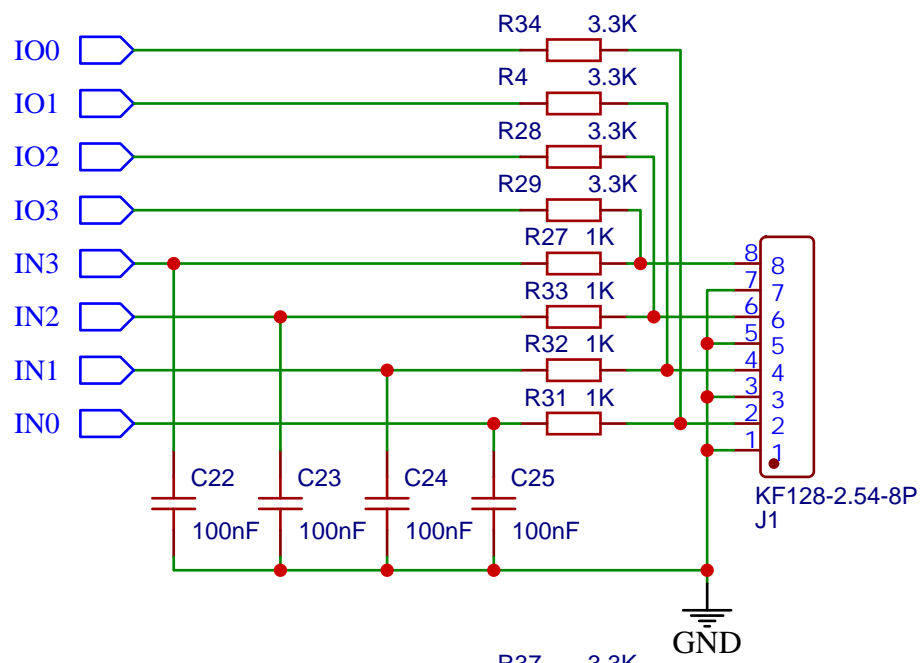 R34 3.3K
IO0
R4 3.3K
IO1
R28 3.3K
IO2
R29 3.3K
IO3
R27 1K
IN3
8 8
7 7
R33 1K
IN2
6 6
5 5
R32 1K
IN1
4 4
3 3
R31 1K
IN0
2 2
1 1
C22 C23 C24 C25
100nF 100nF 100nF 100nF
KF128-2.54-8P
J1
GND
R37 3.3K